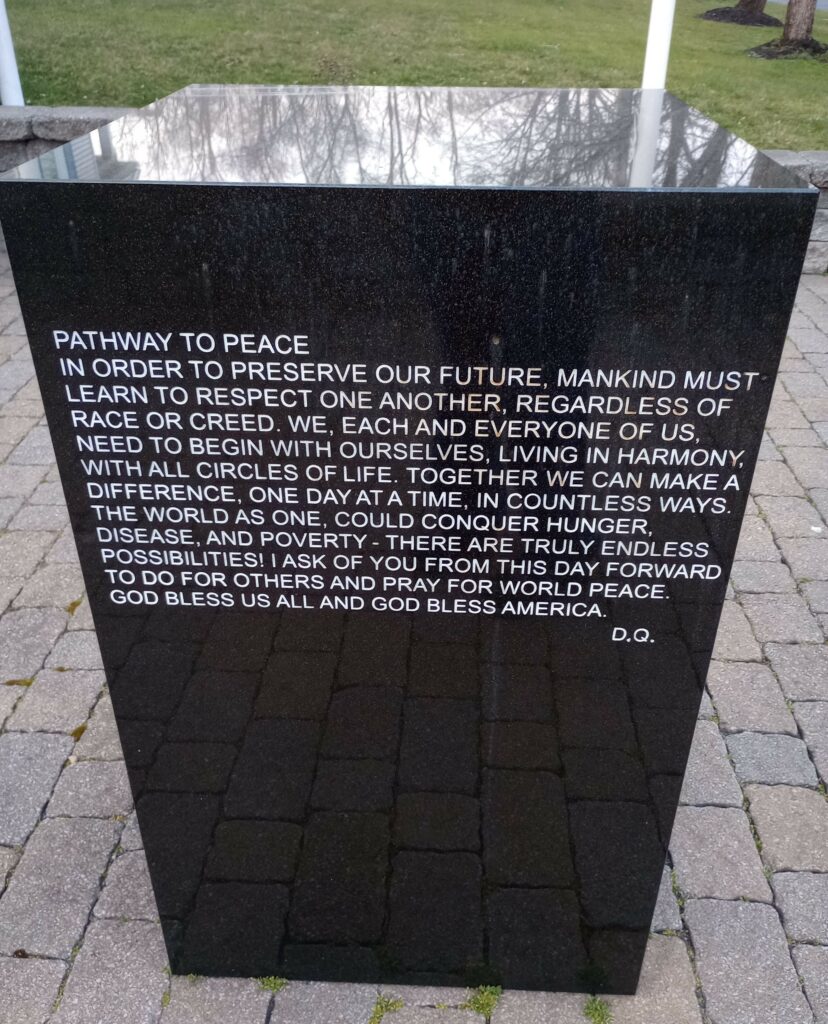 PATHWAY TO PEACE
IN ORDER TO PRESERVE OUR FUTURE, MANKIND MUST
LEARN TO RESPECT ONE ANOTHER, REGARDLESS OF
RACE OR CREED. WE, EACH AND EVERYONE OF US,
NEED TO BEGIN WITH OURSELVES, LIVING IN HARMONY,
WITH ALL CIRCLES OF LIFE. TOGETHER WE CAN MAKE A
DIFFERENCE, ONE DAY AT A TIME, IN COUNTLESS WAYS.
THE WORLD AS ONE, COULD CONQUER HUNGER,
DISEASE, AND POVERTY - THERE ARE TRULY ENDLESS
POSSIBILITIES! I ASK OF YOU FROM THIS DAY FORWARD
TO DO FOR OTHERS AND PRAY FOR WORLD PEACE.
GOD BLESS US ALL AND GOD BLESS AMERICA.
D.Q.